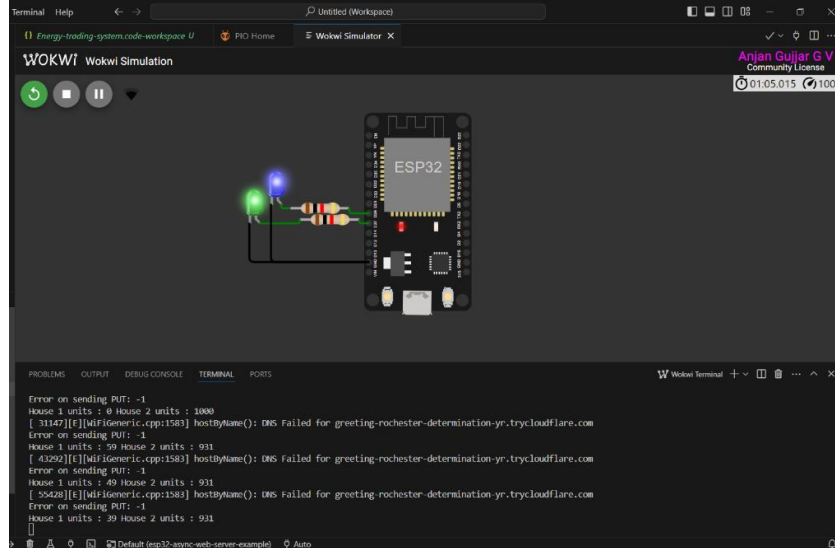 Terminal Help
Untitled (Workspace)
Energy-trading-system.code-workspace U
PIO Home
Wokwi Simulator
WOKWI Wokwi Simulation
Anjan Gujjar G V
Community License
01:05.015 100
ESP32
PROBLEMS OUTPUT DEBUG CONSOLE TERMINAL PORTS
Wokwi Terminal
Error on sending PUT: -1
House 1 units : 0 House 2 units : 1000
[ 31147][E][WiFiGeneric.cpp:1583] hostByName(): DNS Failed for greeting-rochester-determination-yr.trycloudflare.com
Error on sending PUT: -1
House 1 units : 59 House 2 units : 931
[ 43292][E][WiFiGeneric.cpp:1583] hostByName(): DNS Failed for greeting-rochester-determination-yr.trycloudflare.com
Error on sending PUT: -1
House 1 units : 49 House 2 units : 931
[ 55428][E][WiFiGeneric.cpp:1583] hostByName(): DNS Failed for greeting-rochester-determination-yr.trycloudflare.com
Error on sending PUT: -1
House 1 units : 39 House 2 units : 931
Default (esp32-async-web-server-example) Auto